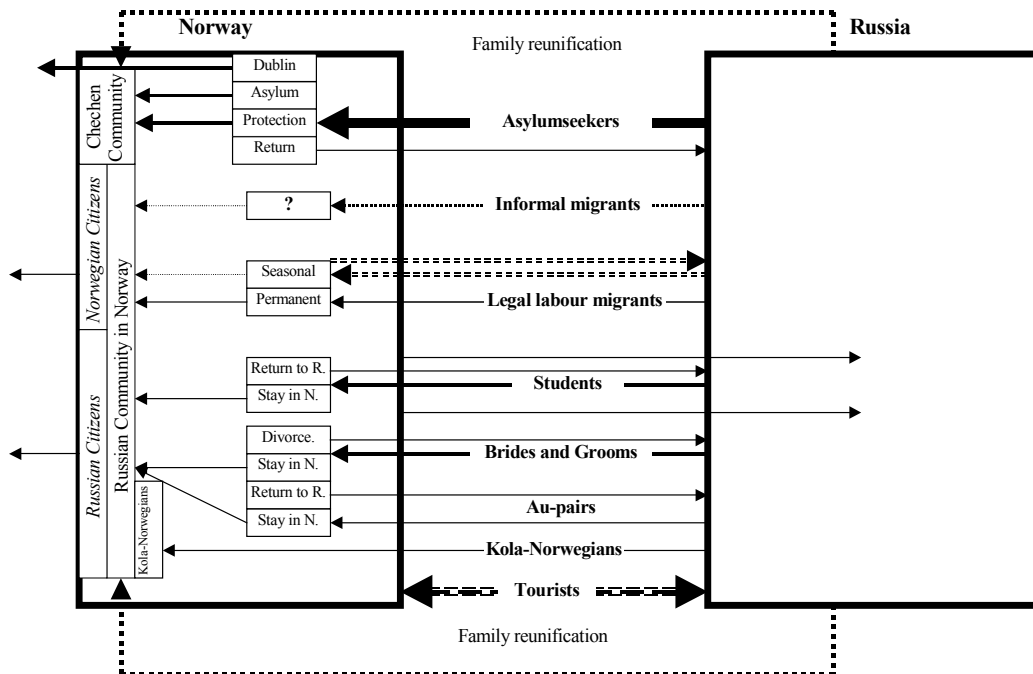 Norway
Russia
Family reunification
Dublin
Asylum
Protection
Return
Chechen
Community
Asylumseekers
?
Informal migrants
Norwegian Citizens
Russian Citizens
Russian Community in Norway
Seasonal
Permanent
Legal labour migrants
Return to R.
Stay in N.
Students
Divorce.
Stay in N.
Brides and Grooms
Return to R.
Stay in N.
Au-pairs
Kola-Norwegians
Kola-Norwegians
Tourists
Family reunification